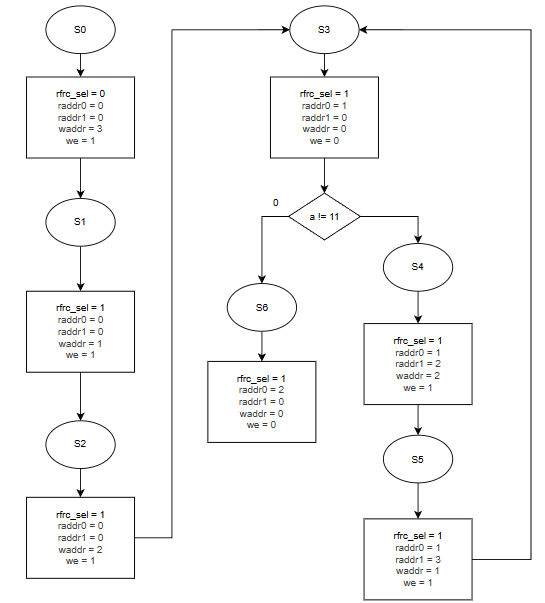 S0
rfrc_sel = 0
raddr0 = 0
raddr1 = 0
waddr = 3
we = 1
S1
rfrc_sel = 1
raddr0 = 0
raddr1 = 0
waddr = 1
we = 1
S2
rfrc_sel = 1
raddr0 = 0
raddr1 = 0
waddr = 2
we = 1
S3
rfrc_sel = 1
raddr0 = 1
raddr1 = 0
waddr = 0
we = 0
a != 11
0
S6
rfrc_sel = 1
raddr0 = 2
raddr1 = 0
waddr = 0
we = 0
S4
rfrc_sel = 1
raddr0 = 1
raddr1 = 2
waddr = 2
we = 1
S5
rfrc_sel = 1
raddr0 = 1
raddr1 = 3
waddr = 1
we = 1